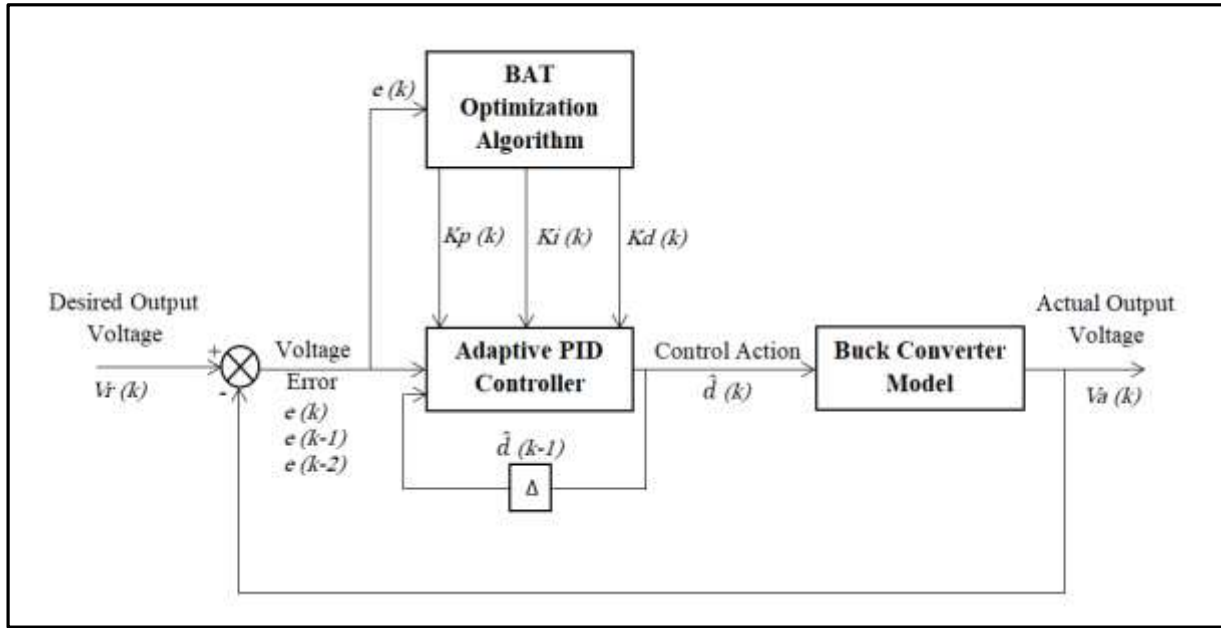 BAT
Optimization
Algorithm
e (k)
Kp (k)
Ki (k)
Kd (k)
Desired Output
Voltage
+
-
Vr (k)
Voltage
Error
e (k)
e (k-1)
e (k-2)
Adaptive PID
Controller
d̂ (k-1)
Δ
Control Action
d̂ (k)
Buck Converter
Model
Actual Output
Voltage
Va (k)